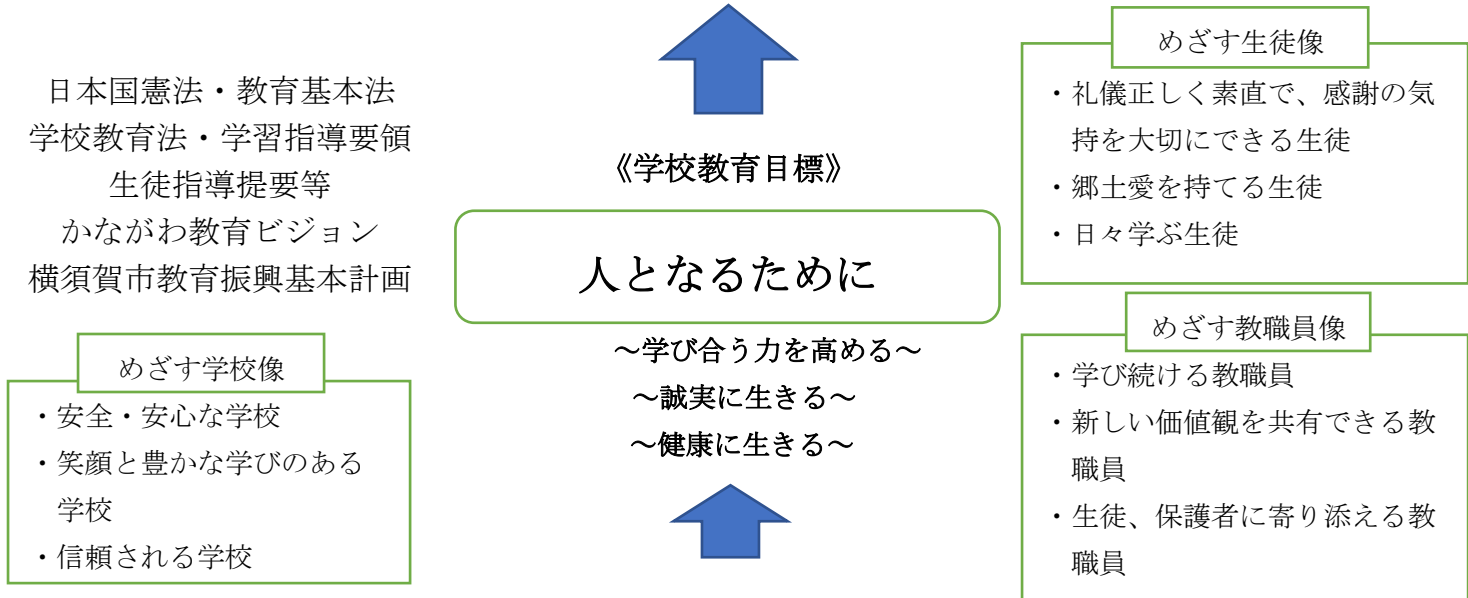 日本国憲法・教育基本法
学校教育法・学習指導要領
生徒指導提要等
かながわ教育ビジョン
横須賀市教育振興基本計画
めざす学校像
・安全・安心な学校
・笑顔と豊かな学びのある
学校
・信頼される学校
《学校教育目標》
人となるために
～学び合う力を高める～
～誠実に生きる～
～健康に生きる～
めざす生徒像
・礼儀正しく素直で、感謝の気
持を大切にできる生徒
・郷土愛を持てる生徒
・日々学ぶ生徒
めざす教職員像
・学び続ける教職員
・新しい価値観を共有できる教
職員
・生徒、保護者に寄り添える教
職員